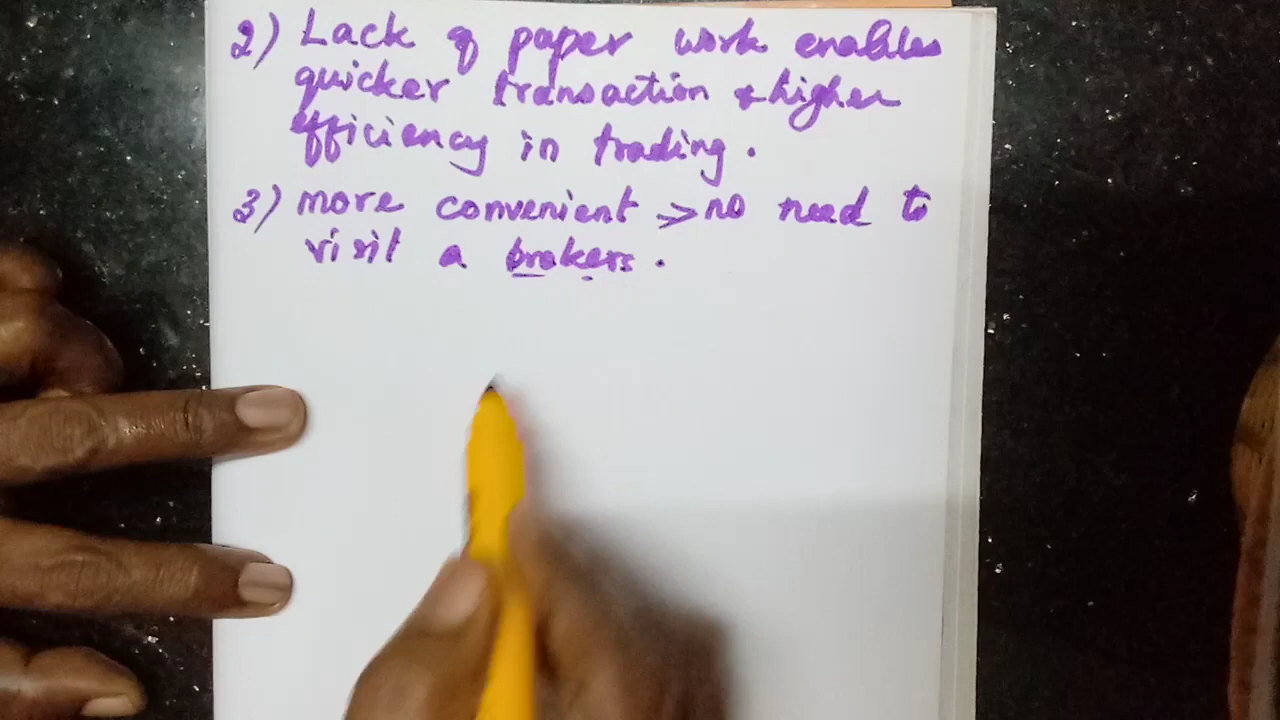 2) Lack of paper work enables
quicker transaction & higher
efficiency in trading.
3) more convenient > no need to
visit a brokers.